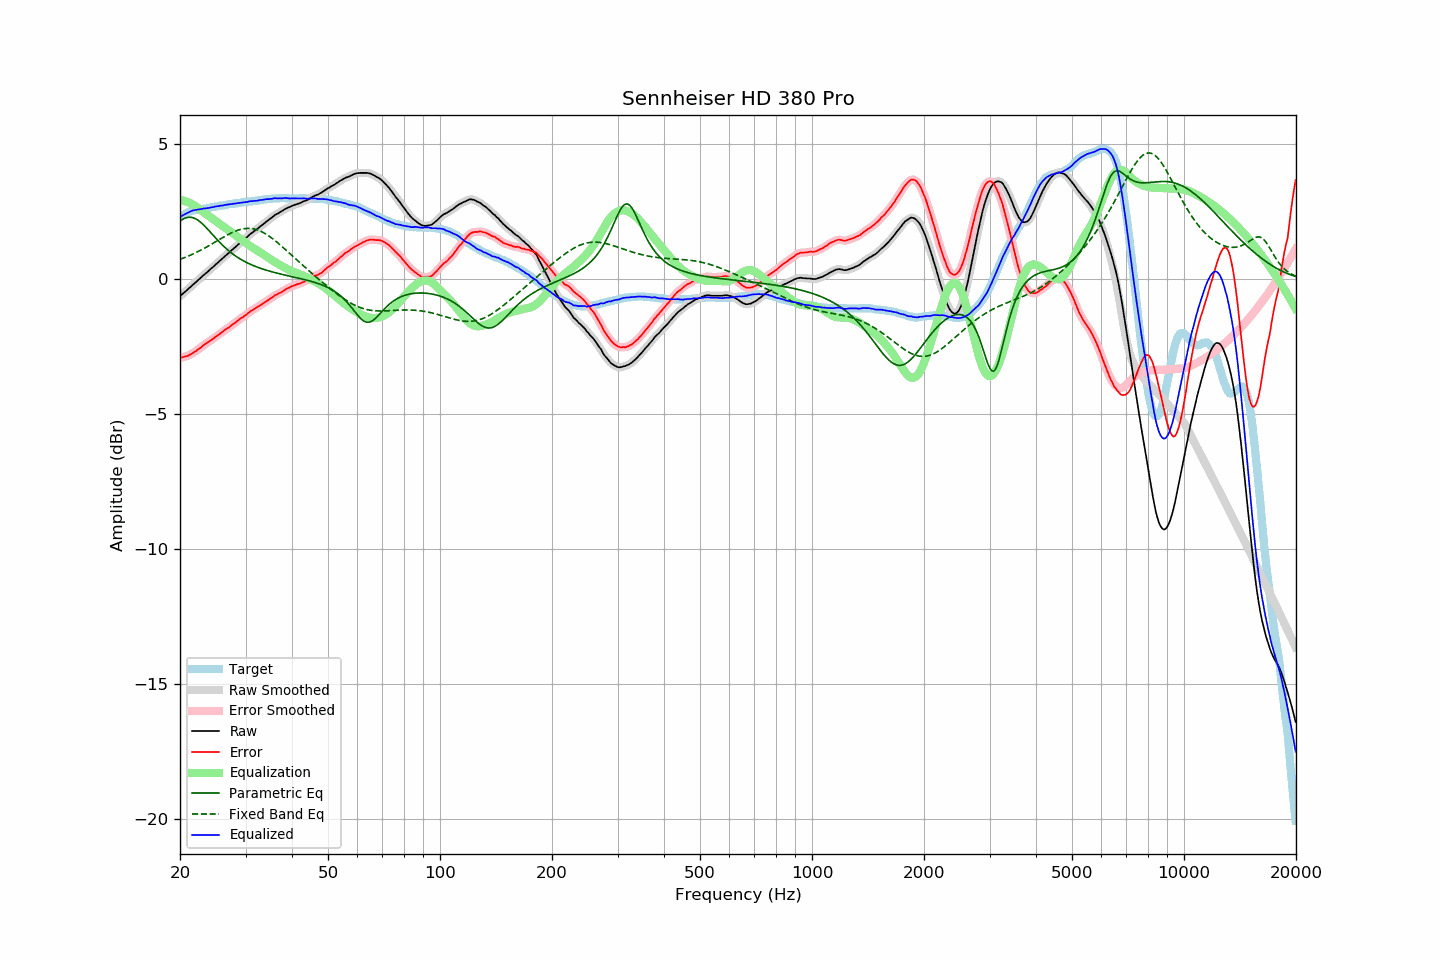 Sennheiser HD 380 Pro
5
0
−5
−10
−15
−20
Amplitude (dBr)
Target
Raw Smoothed
Error Smoothed
Raw
Error
Equalization
Parametric Eq
Fixed Band Eq
Equalized
20 50 100 200 500 1000 2000 5000 10000 20000
Frequency (Hz)